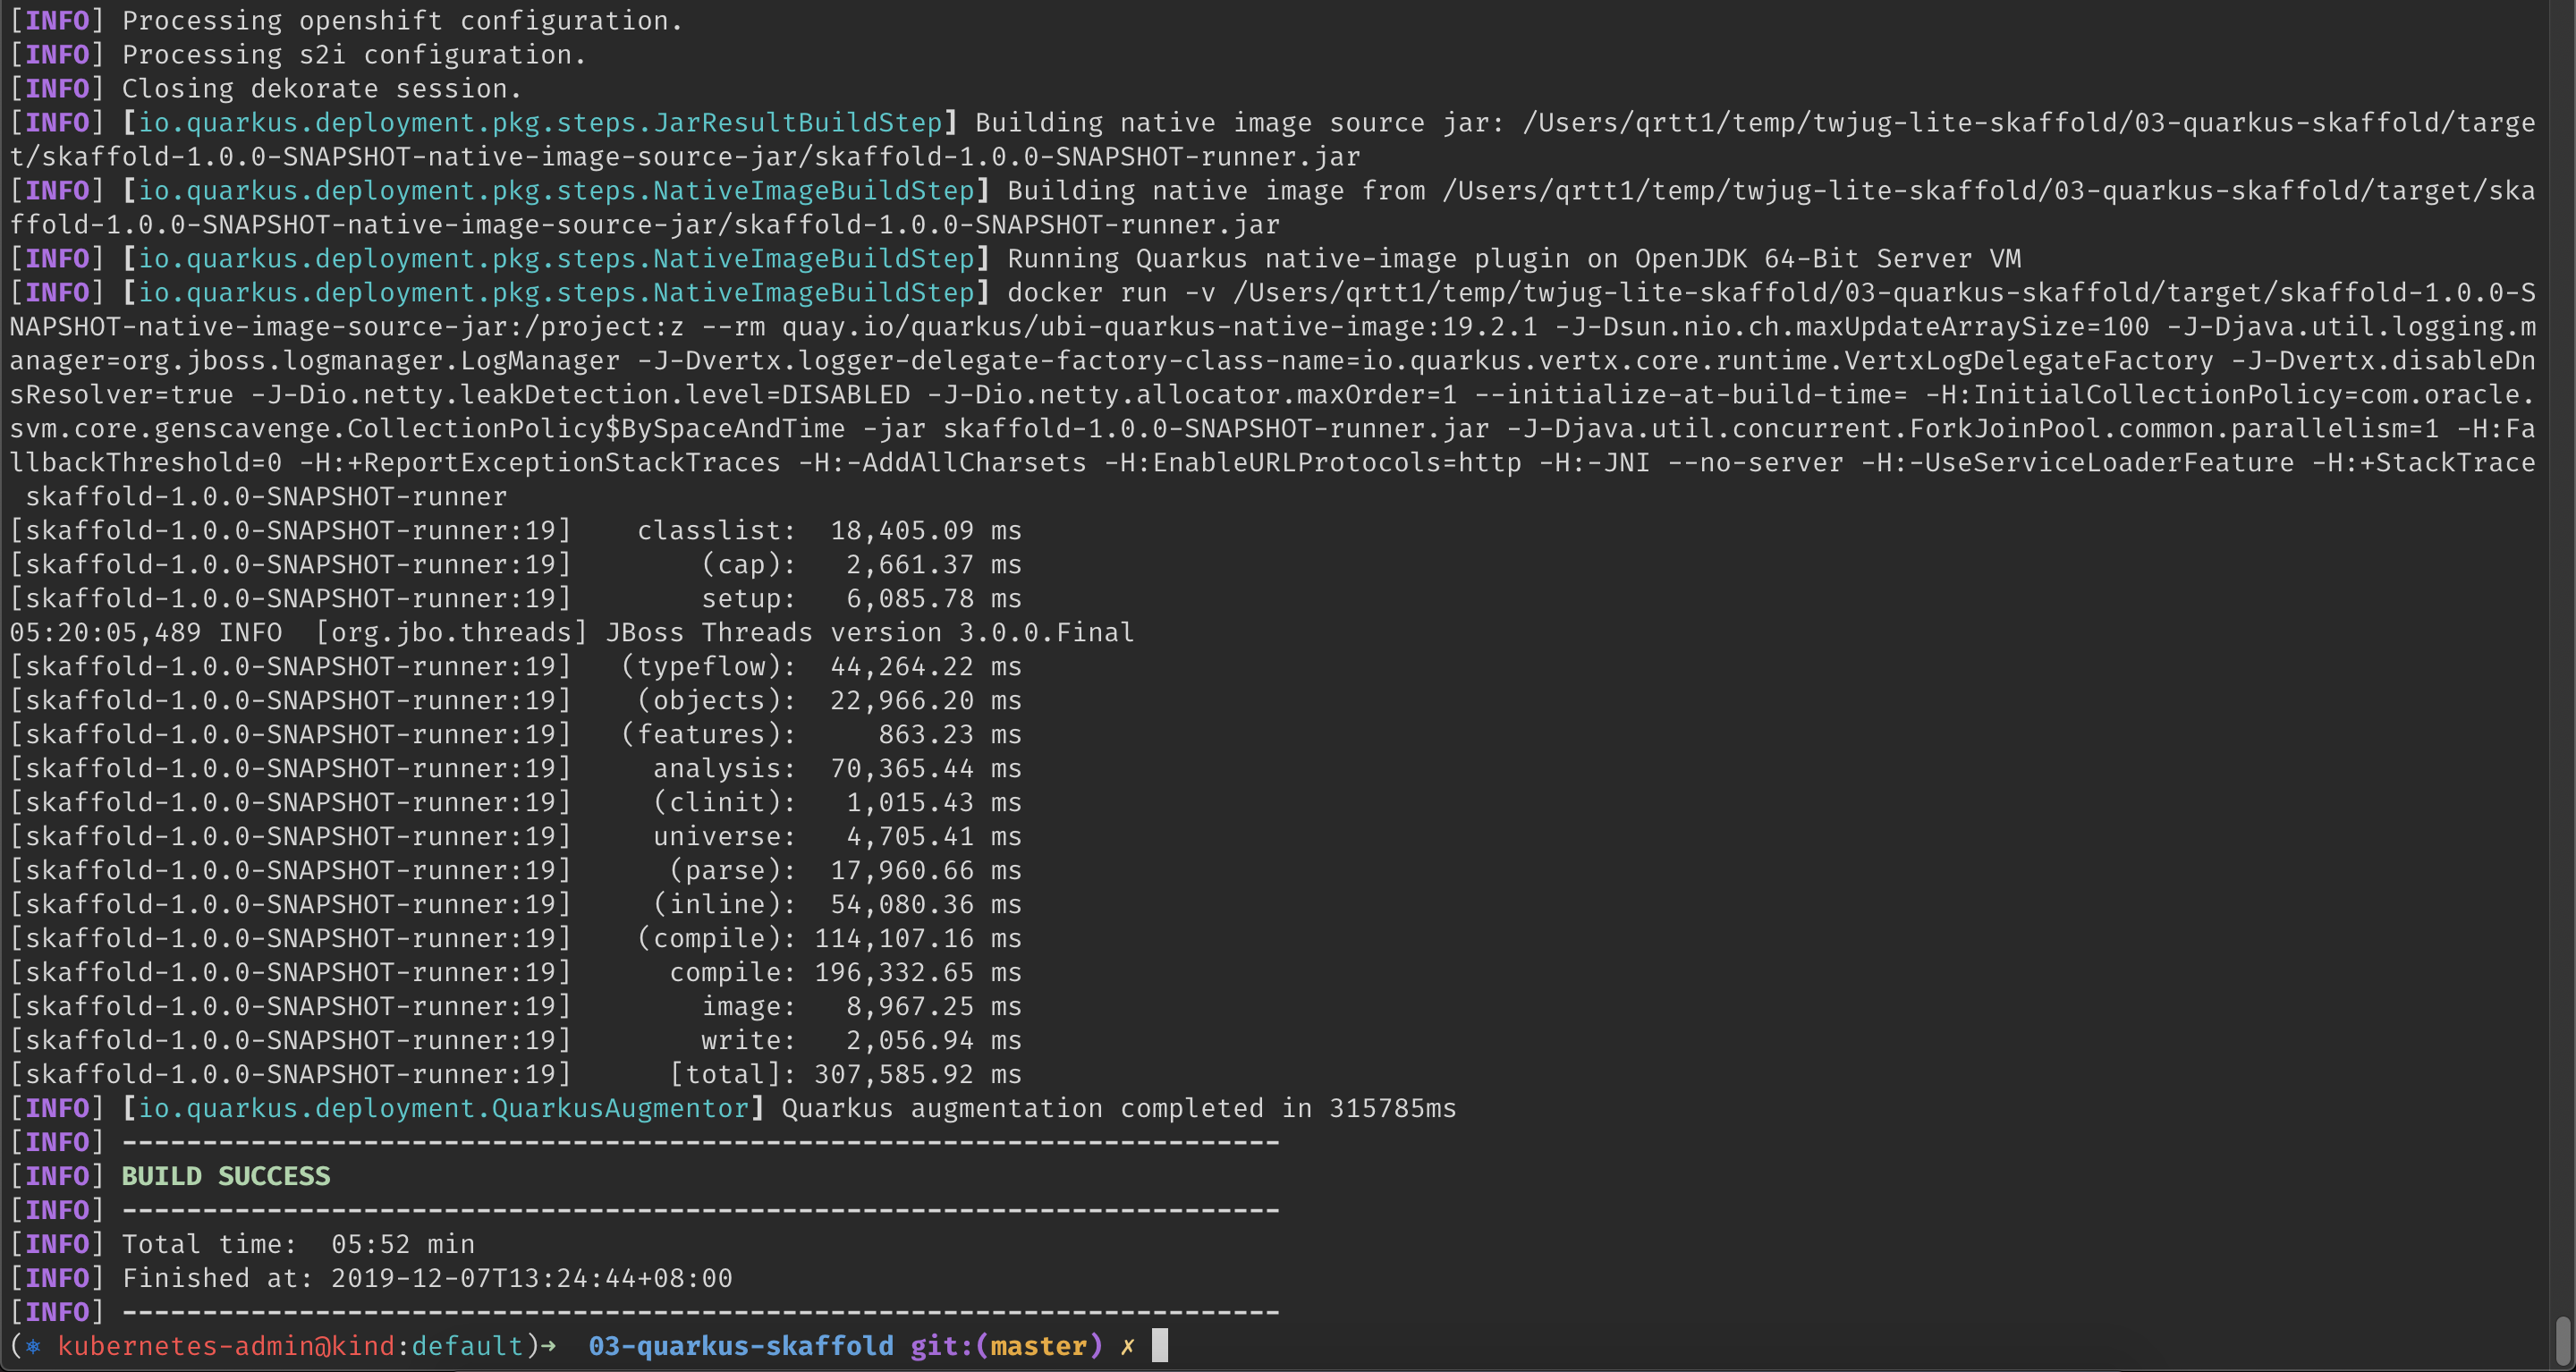 [INFO] Processing openshift configuration.
[INFO] Processing s2i configuration.
[INFO] Closing dekorate session.
[INFO] [io.quarkus.deployment.pkg.steps.JarResultBuildStep] Building native image source jar: /Users/qrtt1/temp/twjug-lite-skaffold/03-quarkus-skaffold/targe
t/skaffold-1.0.0-SNAPSHOT-native-image-source-jar/skaffold-1.0.0-SNAPSHOT-runner.jar
[INFO] [io.quarkus.deployment.pkg.steps.NativeImageBuildStep] Building native image from /Users/qrtt1/temp/twjug-lite-skaffold/03-quarkus-skaffold/target/ska
ffold-1.0.0-SNAPSHOT-native-image-source-jar/skaffold-1.0.0-SNAPSHOT-runner.jar
[INFO] [io.quarkus.deployment.pkg.steps.NativeImageBuildStep] Running Quarkus native-image plugin on OpenJDK 64-Bit Server VM
[INFO] [io.quarkus.deployment.pkg.steps.NativeImageBuildStep] docker run -v /Users/qrtt1/temp/twjug-lite-skaffold/03-quarkus-skaffold/target/skaffold-1.0.0-S
NAPSHOT-native-image-source-jar:/project:z --rm quay.io/quarkus/ubi-quarkus-native-image:19.2.1 -J-Dsun.nio.ch.maxUpdateArraySize=100 -J-Djava.util.logging.m
anager=org.jboss.logmanager.LogManager -J-Dvertx.logger-delegate-factory-class-name=io.quarkus.vertx.core.runtime.VertxLogDelegateFactory -J-Dvertx.disableDn
sResolver=true -J-Dio.netty.leakDetection.level=DISABLED -J-Dio.netty.allocator.maxOrder=1 --initialize-at-build-time= -H:InitialCollectionPolicy=com.oracle.
svm.core.genscavenge.CollectionPolicy$BySpaceAndTime -jar skaffold-1.0.0-SNAPSHOT-runner.jar -J-Djava.util.concurrent.ForkJoinPool.common.parallelism=1 -H:Fa
llbackThreshold=0 -H:+ReportExceptionStackTraces -H:-AddAllCharsets -H:EnableURLProtocols=http -H:-JNI --no-server -H:-UseServiceLoaderFeature -H:+StackTrace
 skaffold-1.0.0-SNAPSHOT-runner
[skaffold-1.0.0-SNAPSHOT-runner:19]    classlist:  18,405.09 ms
[skaffold-1.0.0-SNAPSHOT-runner:19]        (cap):   2,661.37 ms
[skaffold-1.0.0-SNAPSHOT-runner:19]        setup:   6,085.78 ms
05:20:05,489 INFO  [org.jbo.threads] JBoss Threads version 3.0.0.Final
[skaffold-1.0.0-SNAPSHOT-runner:19]   (typeflow):  44,264.22 ms
[skaffold-1.0.0-SNAPSHOT-runner:19]    (objects):  22,966.20 ms
[skaffold-1.0.0-SNAPSHOT-runner:19]   (features):     863.23 ms
[skaffold-1.0.0-SNAPSHOT-runner:19]     analysis:  70,365.44 ms
[skaffold-1.0.0-SNAPSHOT-runner:19]     (clinit):   1,015.43 ms
[skaffold-1.0.0-SNAPSHOT-runner:19]     universe:   4,705.41 ms
[skaffold-1.0.0-SNAPSHOT-runner:19]      (parse):  17,960.66 ms
[skaffold-1.0.0-SNAPSHOT-runner:19]     (inline):  54,080.36 ms
[skaffold-1.0.0-SNAPSHOT-runner:19]    (compile): 114,107.16 ms
[skaffold-1.0.0-SNAPSHOT-runner:19]      compile: 196,332.65 ms
[skaffold-1.0.0-SNAPSHOT-runner:19]        image:   8,967.25 ms
[skaffold-1.0.0-SNAPSHOT-runner:19]        write:   2,056.94 ms
[skaffold-1.0.0-SNAPSHOT-runner:19]      [total]: 307,585.92 ms
[INFO] [io.quarkus.deployment.QuarkusAugmentor] Quarkus augmentation completed in 315785ms
[INFO] ------------------------------------------------------------------------
[INFO] BUILD SUCCESS
[INFO] ------------------------------------------------------------------------
[INFO] Total time:  05:52 min
[INFO] Finished at: 2019-12-07T13:24:44+08:00
[INFO] ------------------------------------------------------------------------
(⎈ kubernetes-admin@kind:default)→  03-quarkus-skaffold git:(master) ✗